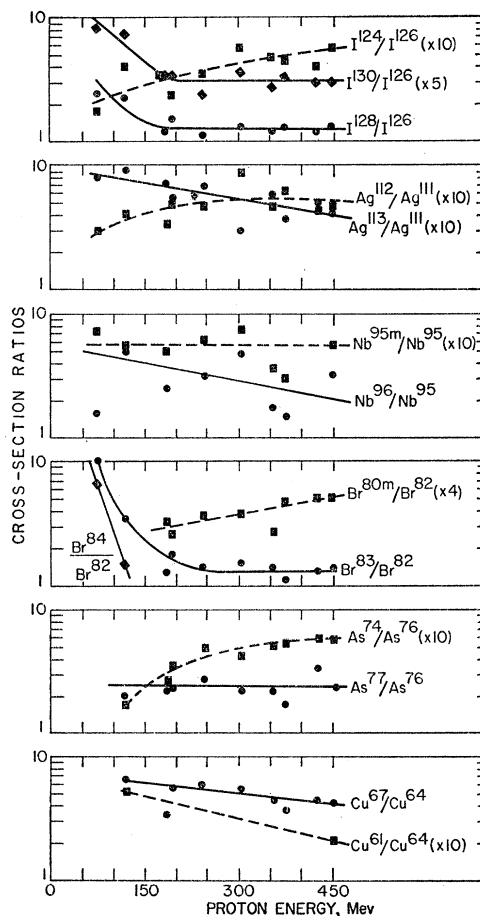 10
I¹²⁴/I¹²⁶ (x10)
I¹³⁰/I¹²⁶ (x5)
I¹²⁸/I¹²⁶
1
10
Ag¹¹²/Ag¹¹¹ (x10)
Ag¹¹³/Ag¹¹¹ (x10)
1
10
Nb⁹⁵ᵐ/Nb⁹⁵ (x10)
Nb⁹⁶/Nb⁹⁵
1
CROSS-SECTION RATIOS
10
Br⁸⁰ᵐ/Br⁸² (x4)
Br⁸⁴
Br⁸²
Br⁸³/Br⁸²
1
10
As⁷⁴/As⁷⁶ (x10)
As⁷⁷/As⁷⁶
1
10
Cu⁶⁷/Cu⁶⁴
Cu⁶¹/Cu⁶⁴ (x10)
1
0 150 300 450
PROTON ENERGY, Mev